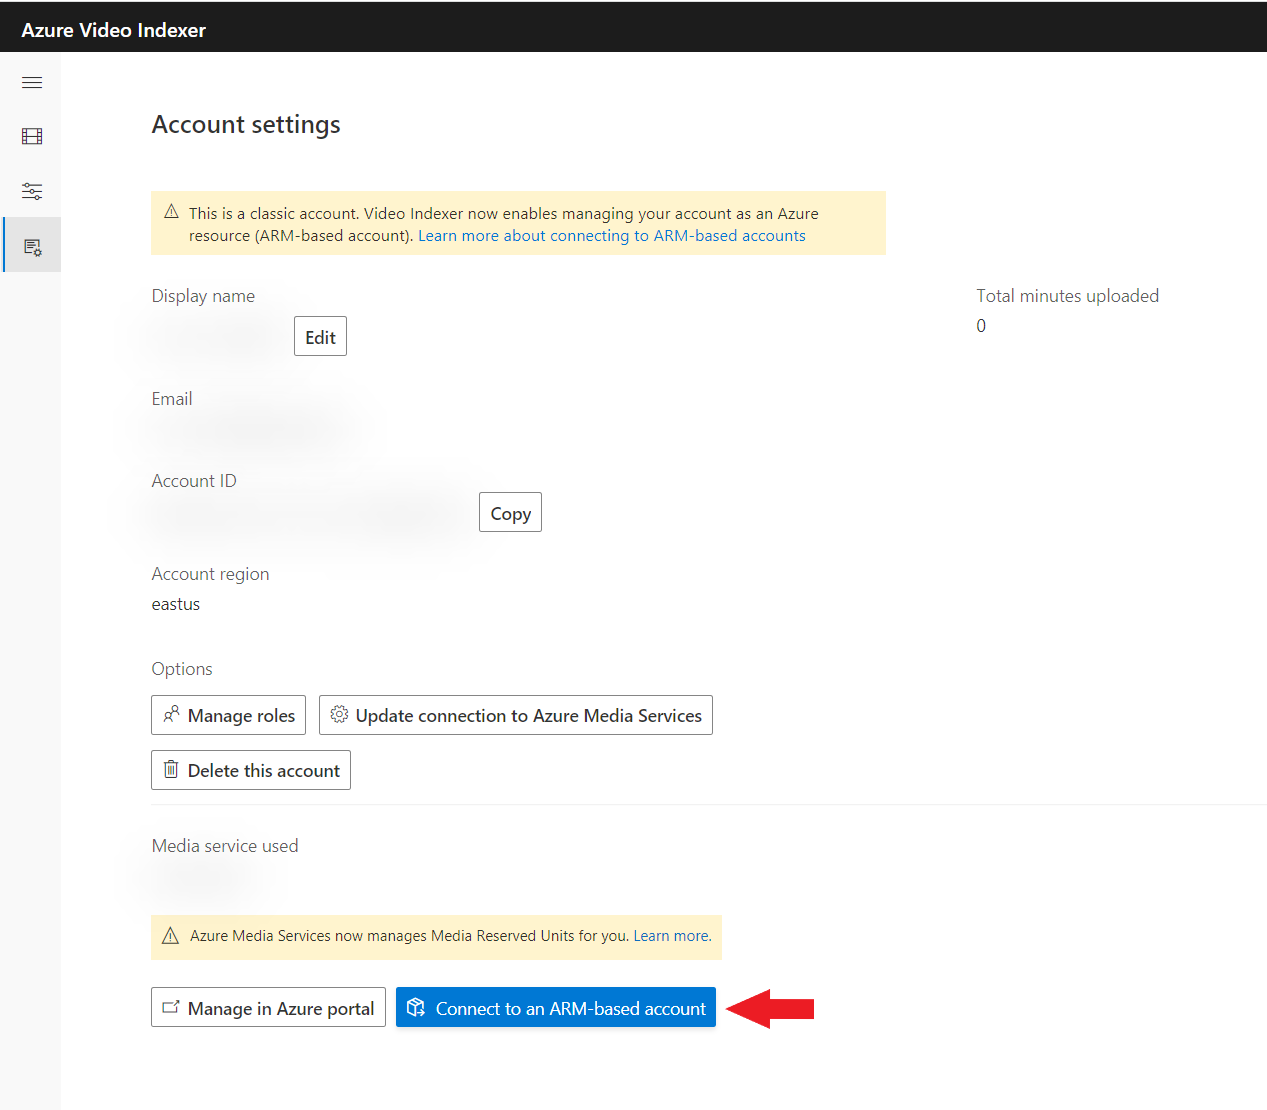 Azure Video Indexer
Account settings
This is a classic account. Video Indexer now enables managing your account as an Azure
resource (ARM-based account). Learn more about connecting to ARM-based accounts
Display name
Edit
Total minutes uploaded
0
Email
Account ID
Copy
Account region
eastus
Options
Manage roles
Update connection to Azure Media Services
Delete this account
Media service used
Azure Media Services now manages Media Reserved Units for you. Learn more.
Manage in Azure portal
Connect to an ARM-based account